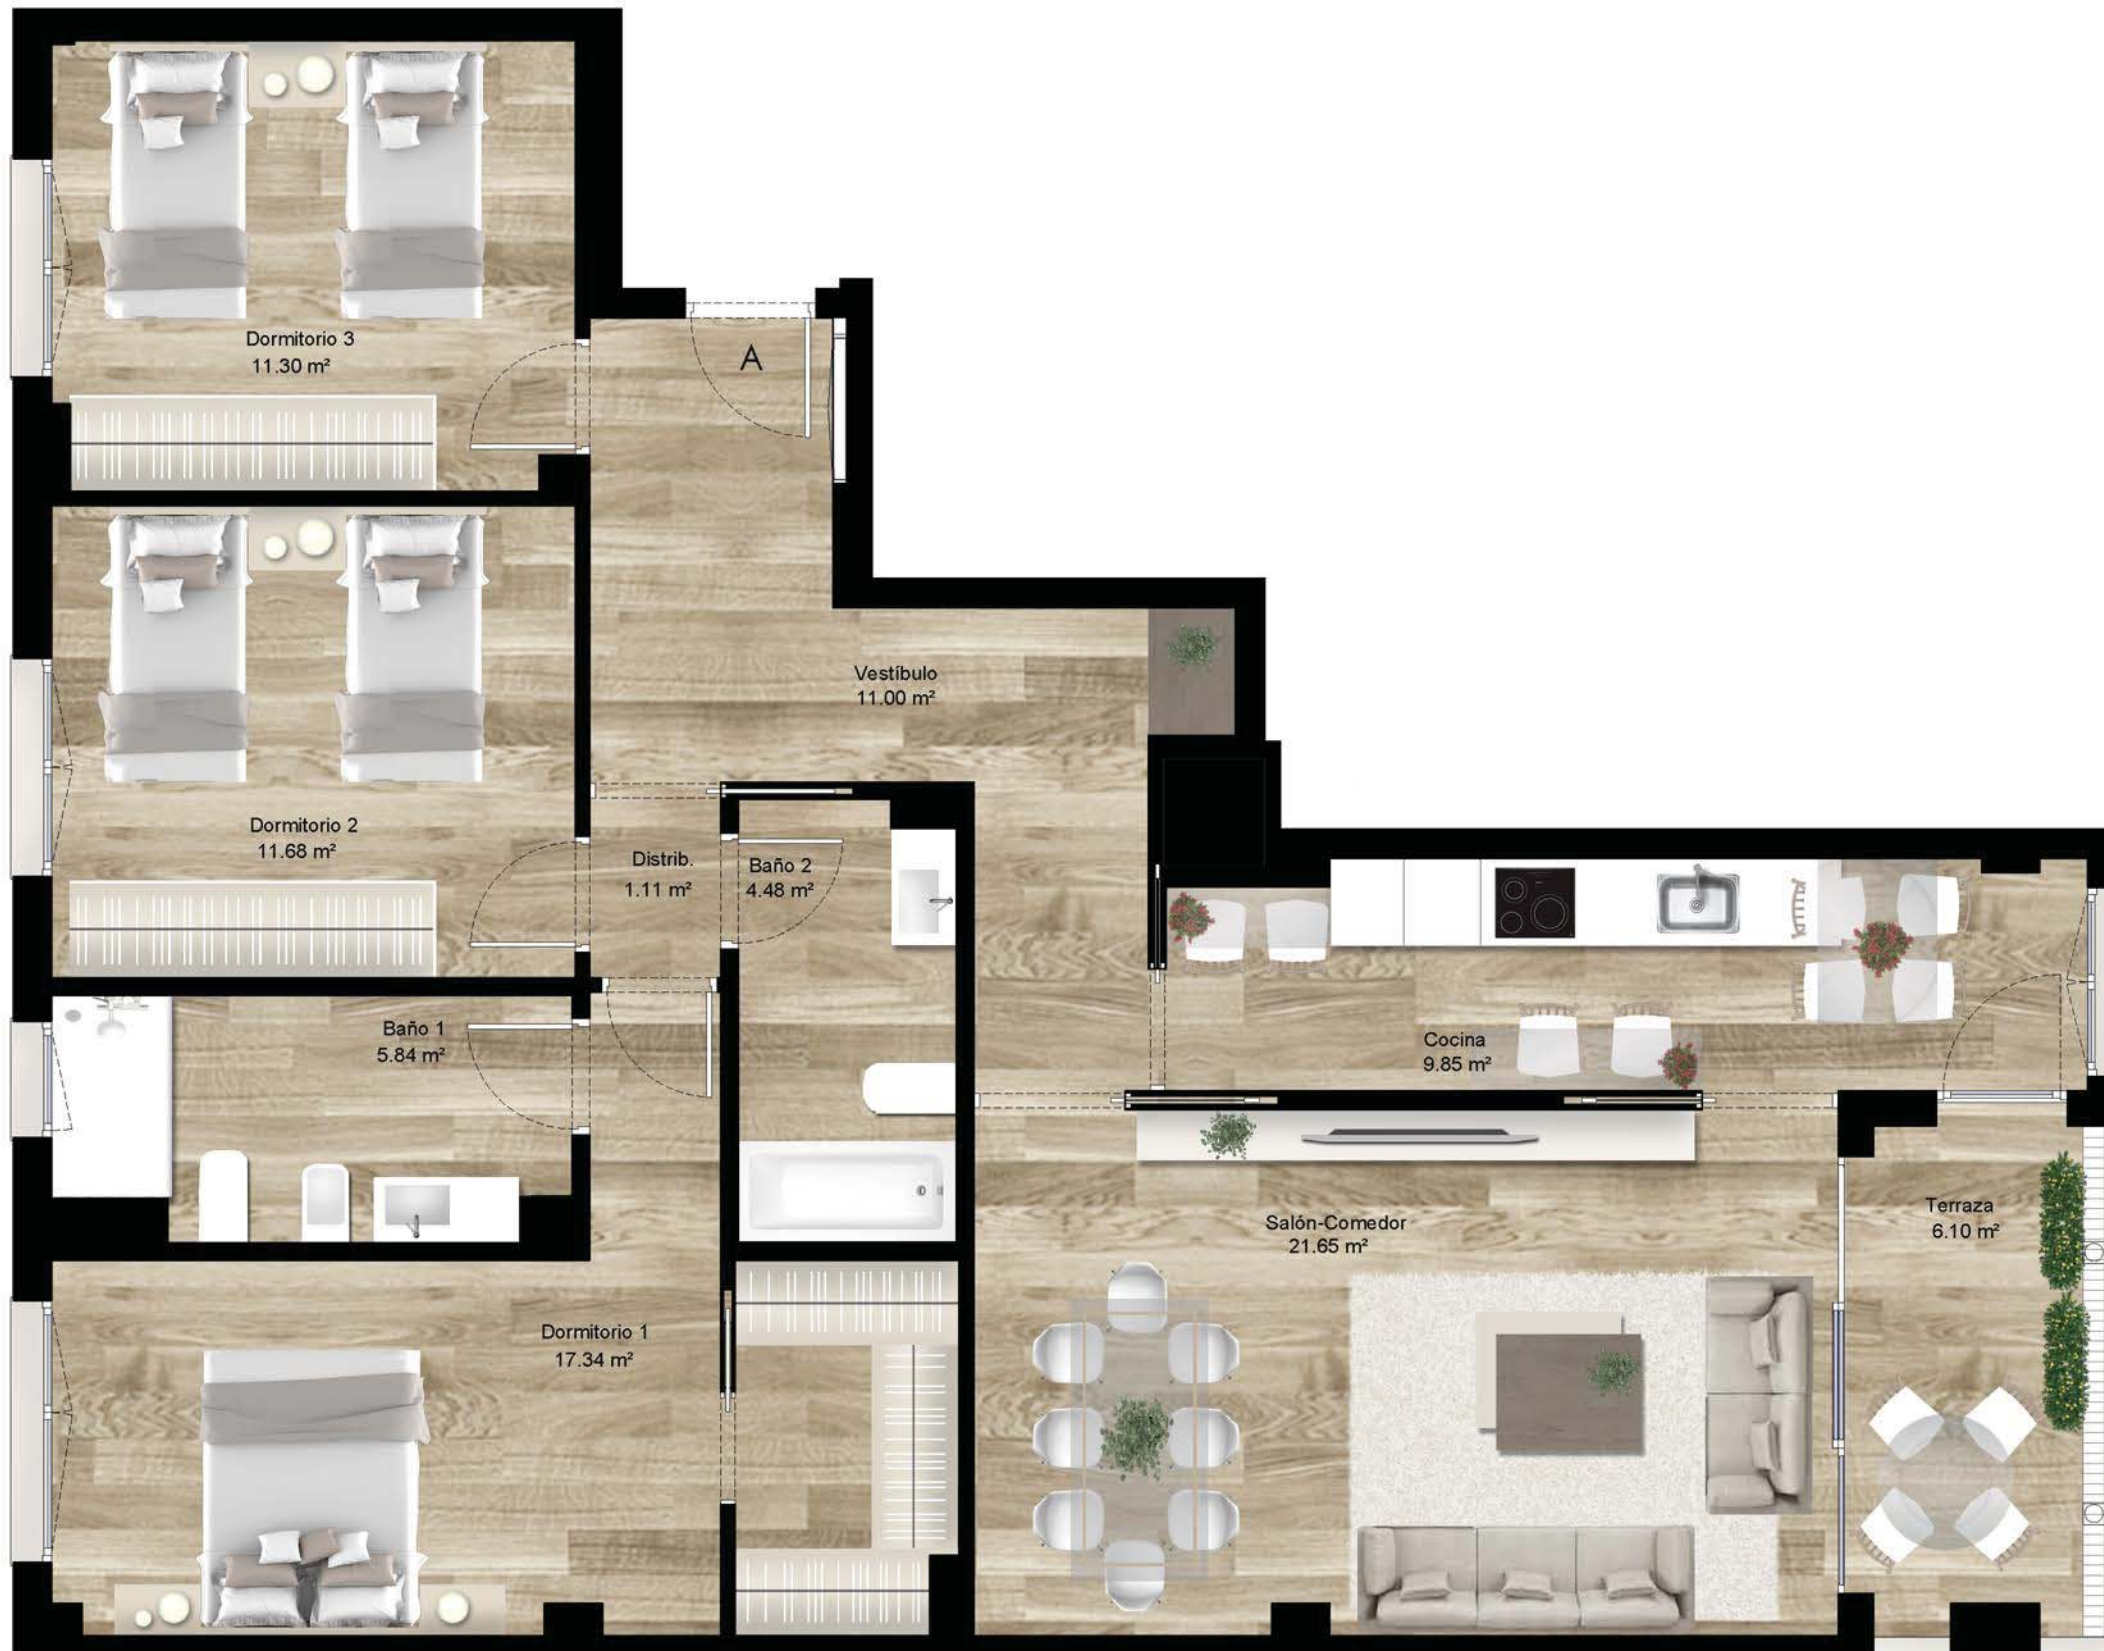 Dormitorio 3
11.30 m²
A
Vestíbulo
11.00 m²
Dormitorio 2
11.68 m²
Distrib.
1.11 m²
Baño 2
4.48 m²
Baño 1
5.84 m²
Cocina
9.85 m²
Salón-Comedor
21.65 m²
Terraza
6.10 m²
Dormitorio 1
17.34 m²